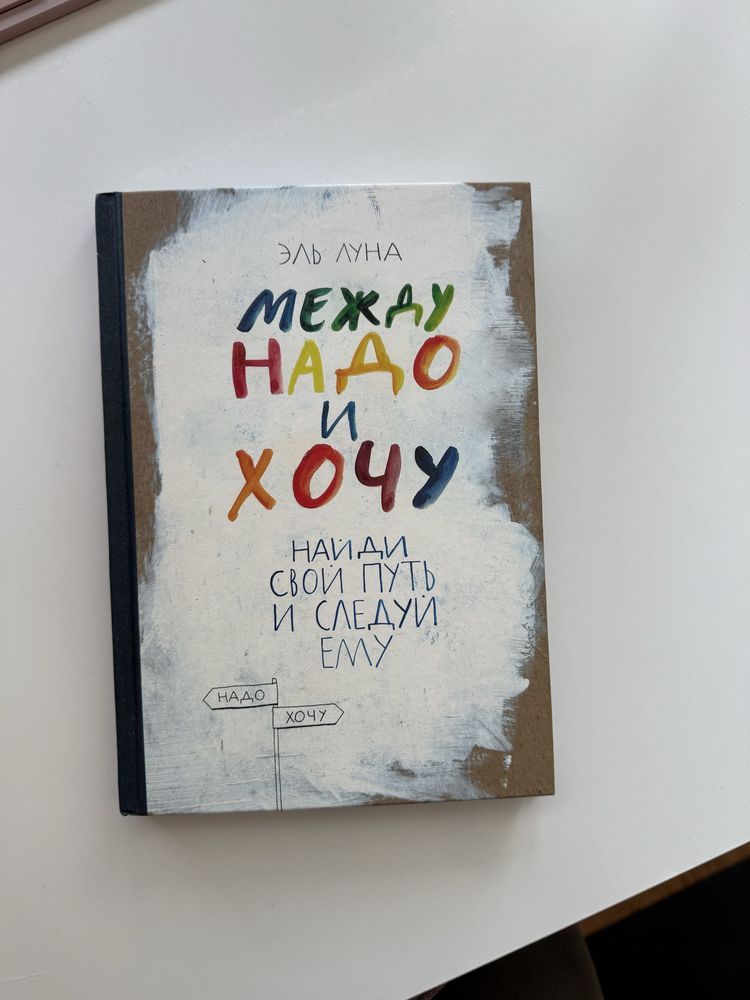 ЭЛЬ ЛУНА
МЕЖДУ
НАДО
И
ХОЧУ
НАЙДИ
СВОЙ ПУТЬ
И СЛЕДУЙ
ЕМУ
НАДО
ХОЧУ